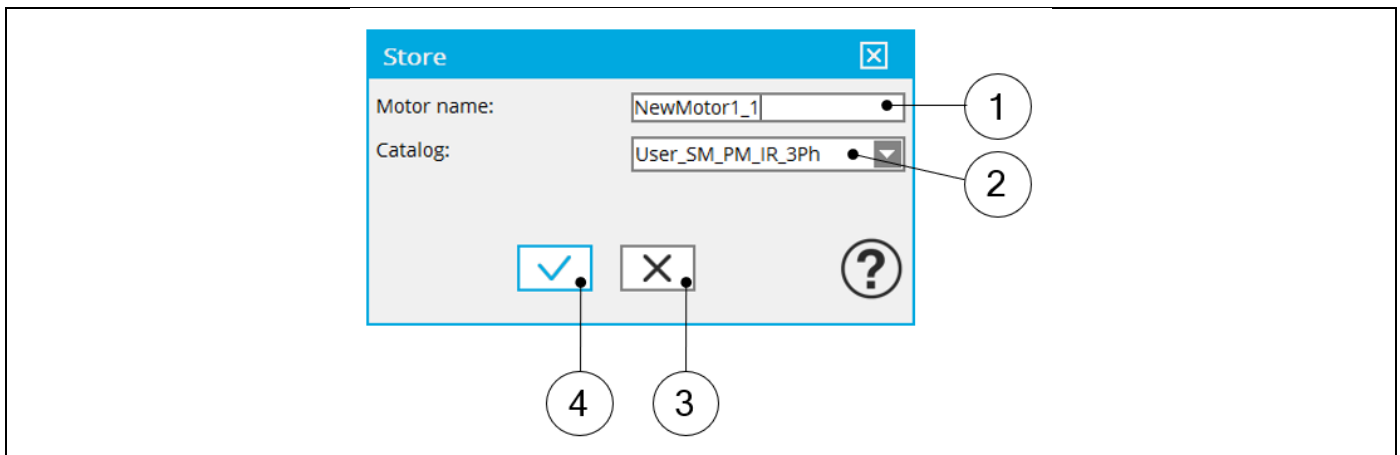 Store
Motor name: NewMotor1_1 1
Catalog: User_SM_PM_IR_3Ph 2
?
4 3